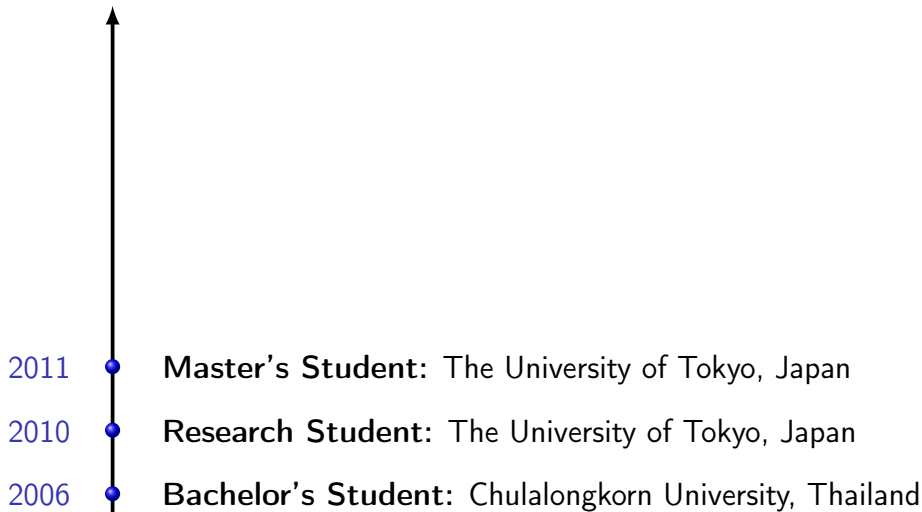 2011 Master's Student: The University of Tokyo, Japan
2010 Research Student: The University of Tokyo, Japan
2006 Bachelor's Student: Chulalongkorn University, Thailand